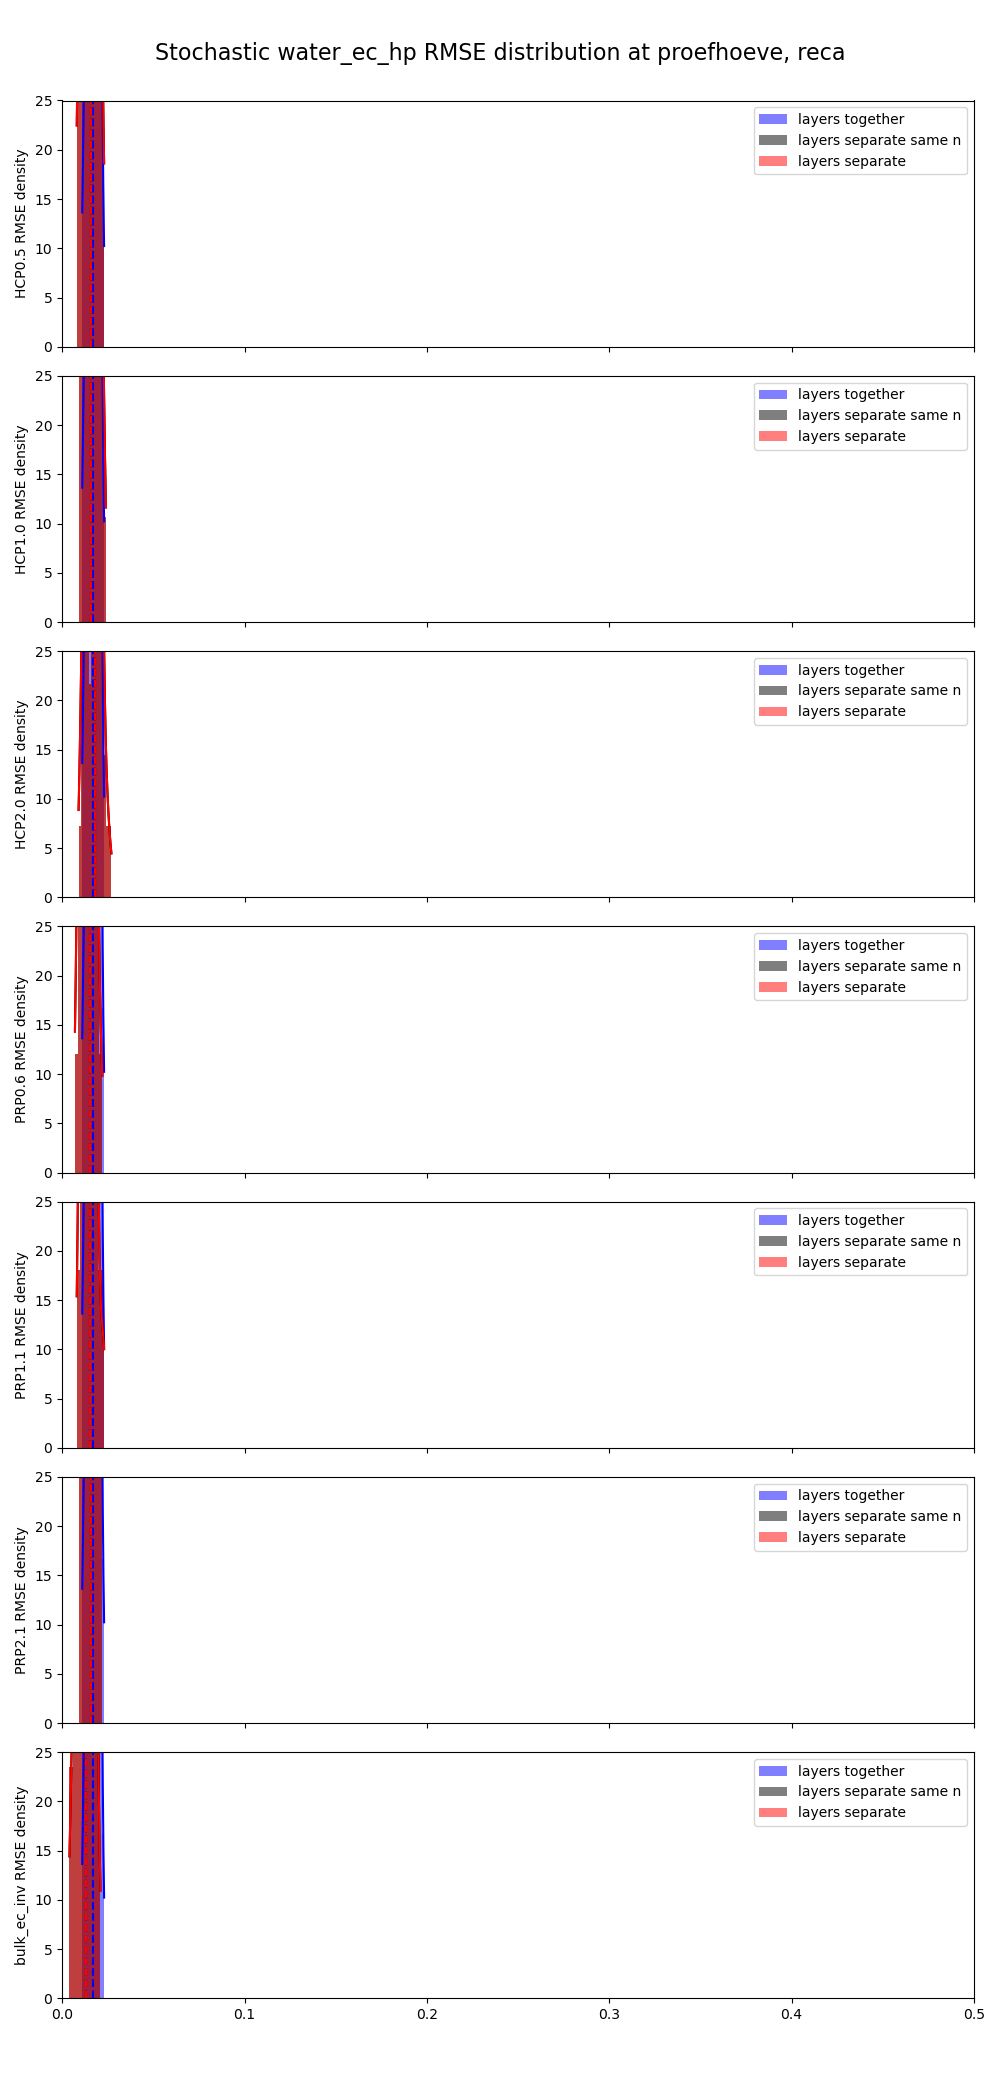 Stochastic water_ec_hp RMSE distribution at proefhoeve, reca
HCP0.5 RMSE density
25
20
15
10
5
0
layers together
layers separate same n
layers separate
HCP1.0 RMSE density
25
20
15
10
5
0
layers together
layers separate same n
layers separate
HCP2.0 RMSE density
25
20
15
10
5
0
layers together
layers separate same n
layers separate
PRP0.6 RMSE density
25
20
15
10
5
0
layers together
layers separate same n
layers separate
PRP1.1 RMSE density
25
20
15
10
5
0
layers together
layers separate same n
layers separate
PRP2.1 RMSE density
25
20
15
10
5
0
layers together
layers separate same n
layers separate
bulk_ec_inv RMSE density
25
20
15
10
5
0
layers together
layers separate same n
layers separate
0.0 0.1 0.2 0.3 0.4 0.5